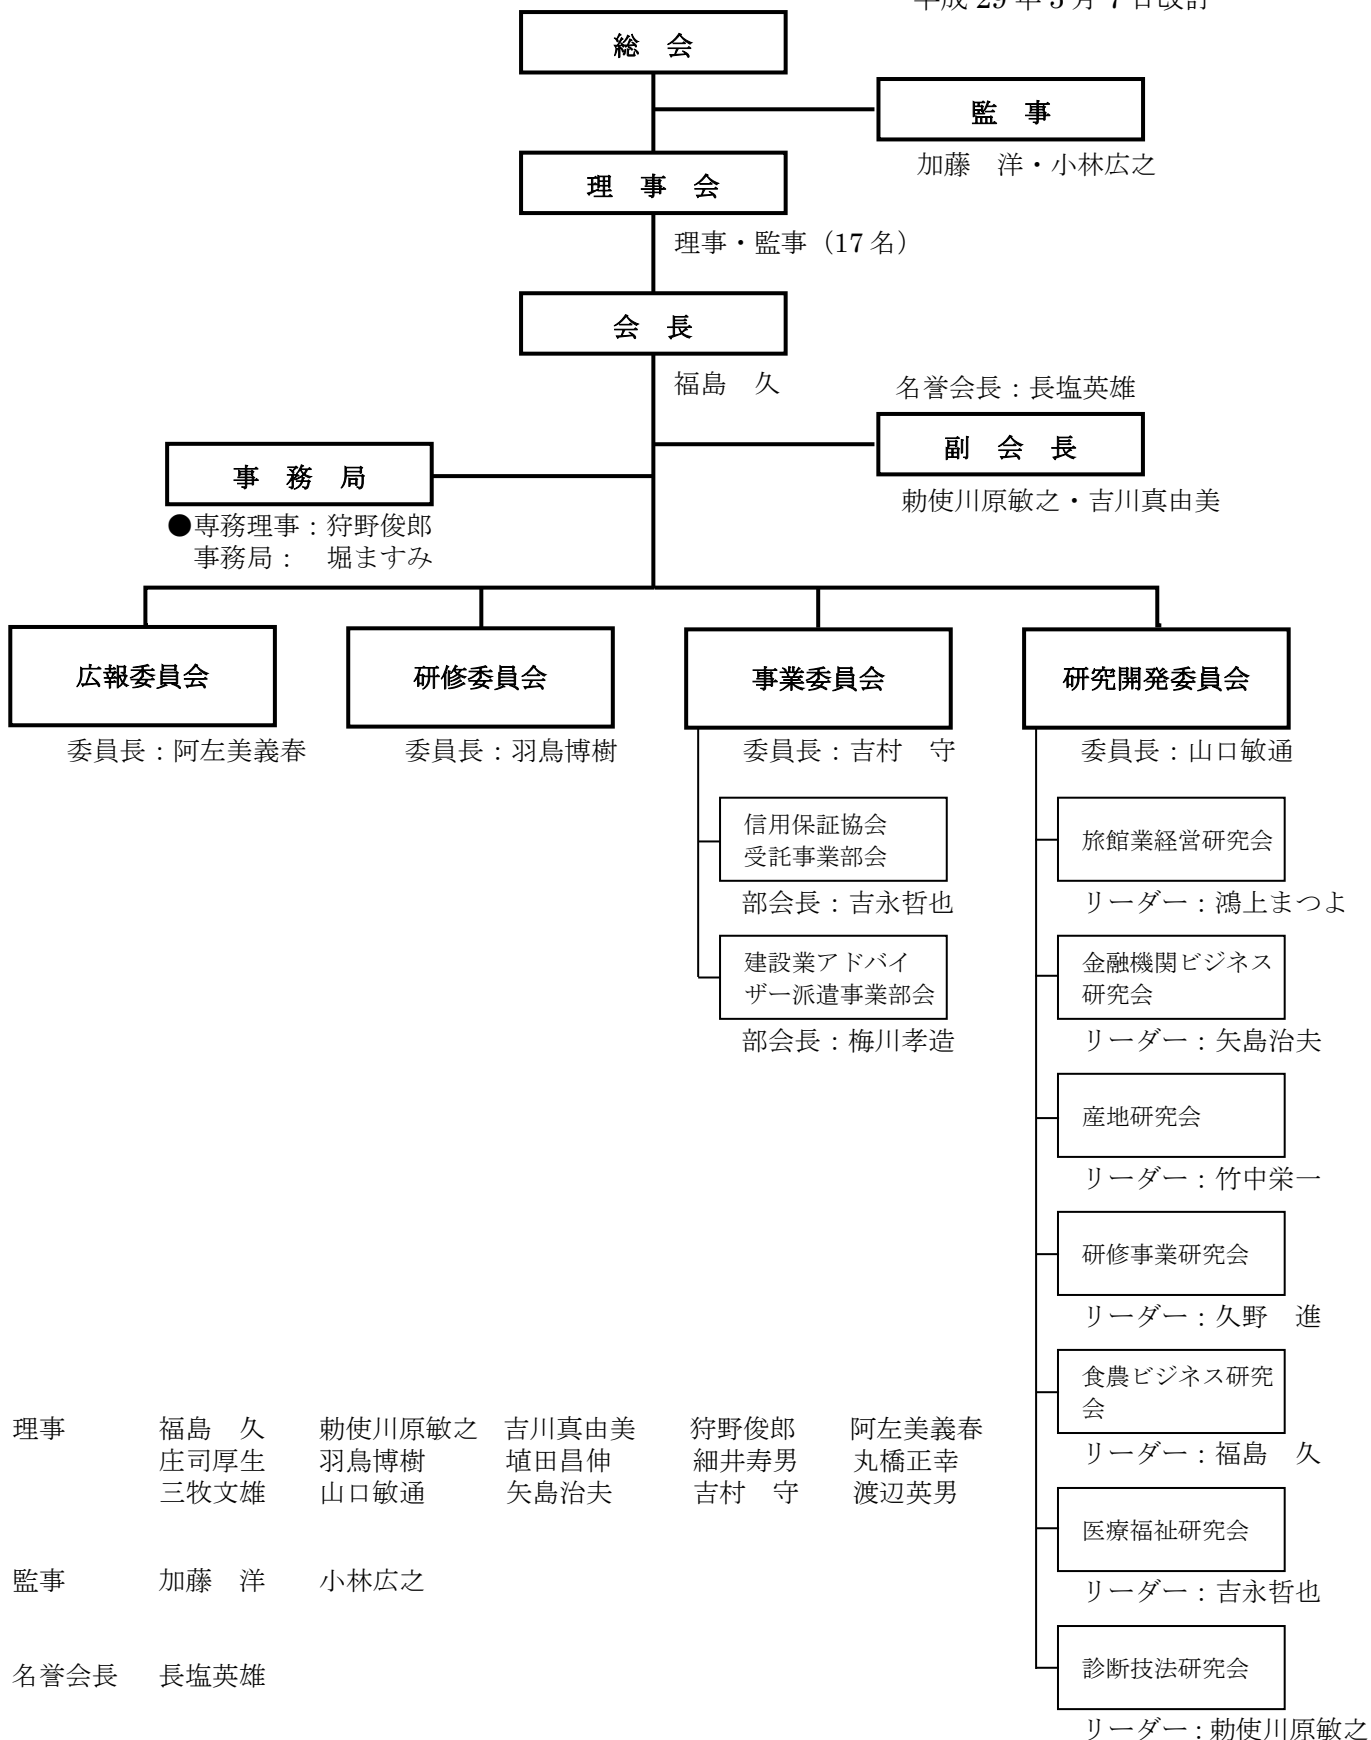 平成 29 年 5 月 7 日改訂
総　会
監　事
加藤　洋・小林広之
理　事　会
理事・監事（17 名）
会　長
福島　久
名誉会長：長塩英雄
副　会　長
勅使川原敏之・吉川真由美
事　務　局
●専務理事：狩野俊郎
事務局：　堀ますみ
広報委員会
委員長：阿左美義春
研修委員会
委員長：羽鳥博樹
事業委員会
委員長：吉村　守
信用保証協会
受託事業部会
部会長：吉永哲也
建設業アドバイ
ザー派遣事業部会
部会長：梅川孝造
研究開発委員会
委員長：山口敏通
旅館業経営研究会
リーダー：鴻上まつよ
金融機関ビジネス
研究会
リーダー：矢島治夫
産地研究会
リーダー：竹中栄一
研修事業研究会
リーダー：久野　進
食農ビジネス研究
会
リーダー：福島　久
医療福祉研究会
リーダー：吉永哲也
診断技法研究会
リーダー：勅使川原敏之
理事　福島　久　勅使川原敏之　吉川真由美　狩野俊郎　阿左美義春
庄司厚生　羽鳥博樹　埴田昌伸　細井寿男　丸橋正幸
三牧文雄　山口敏通　矢島治夫　吉村　守　渡辺英男
監事　加藤　洋　小林広之
名誉会長　長塩英雄